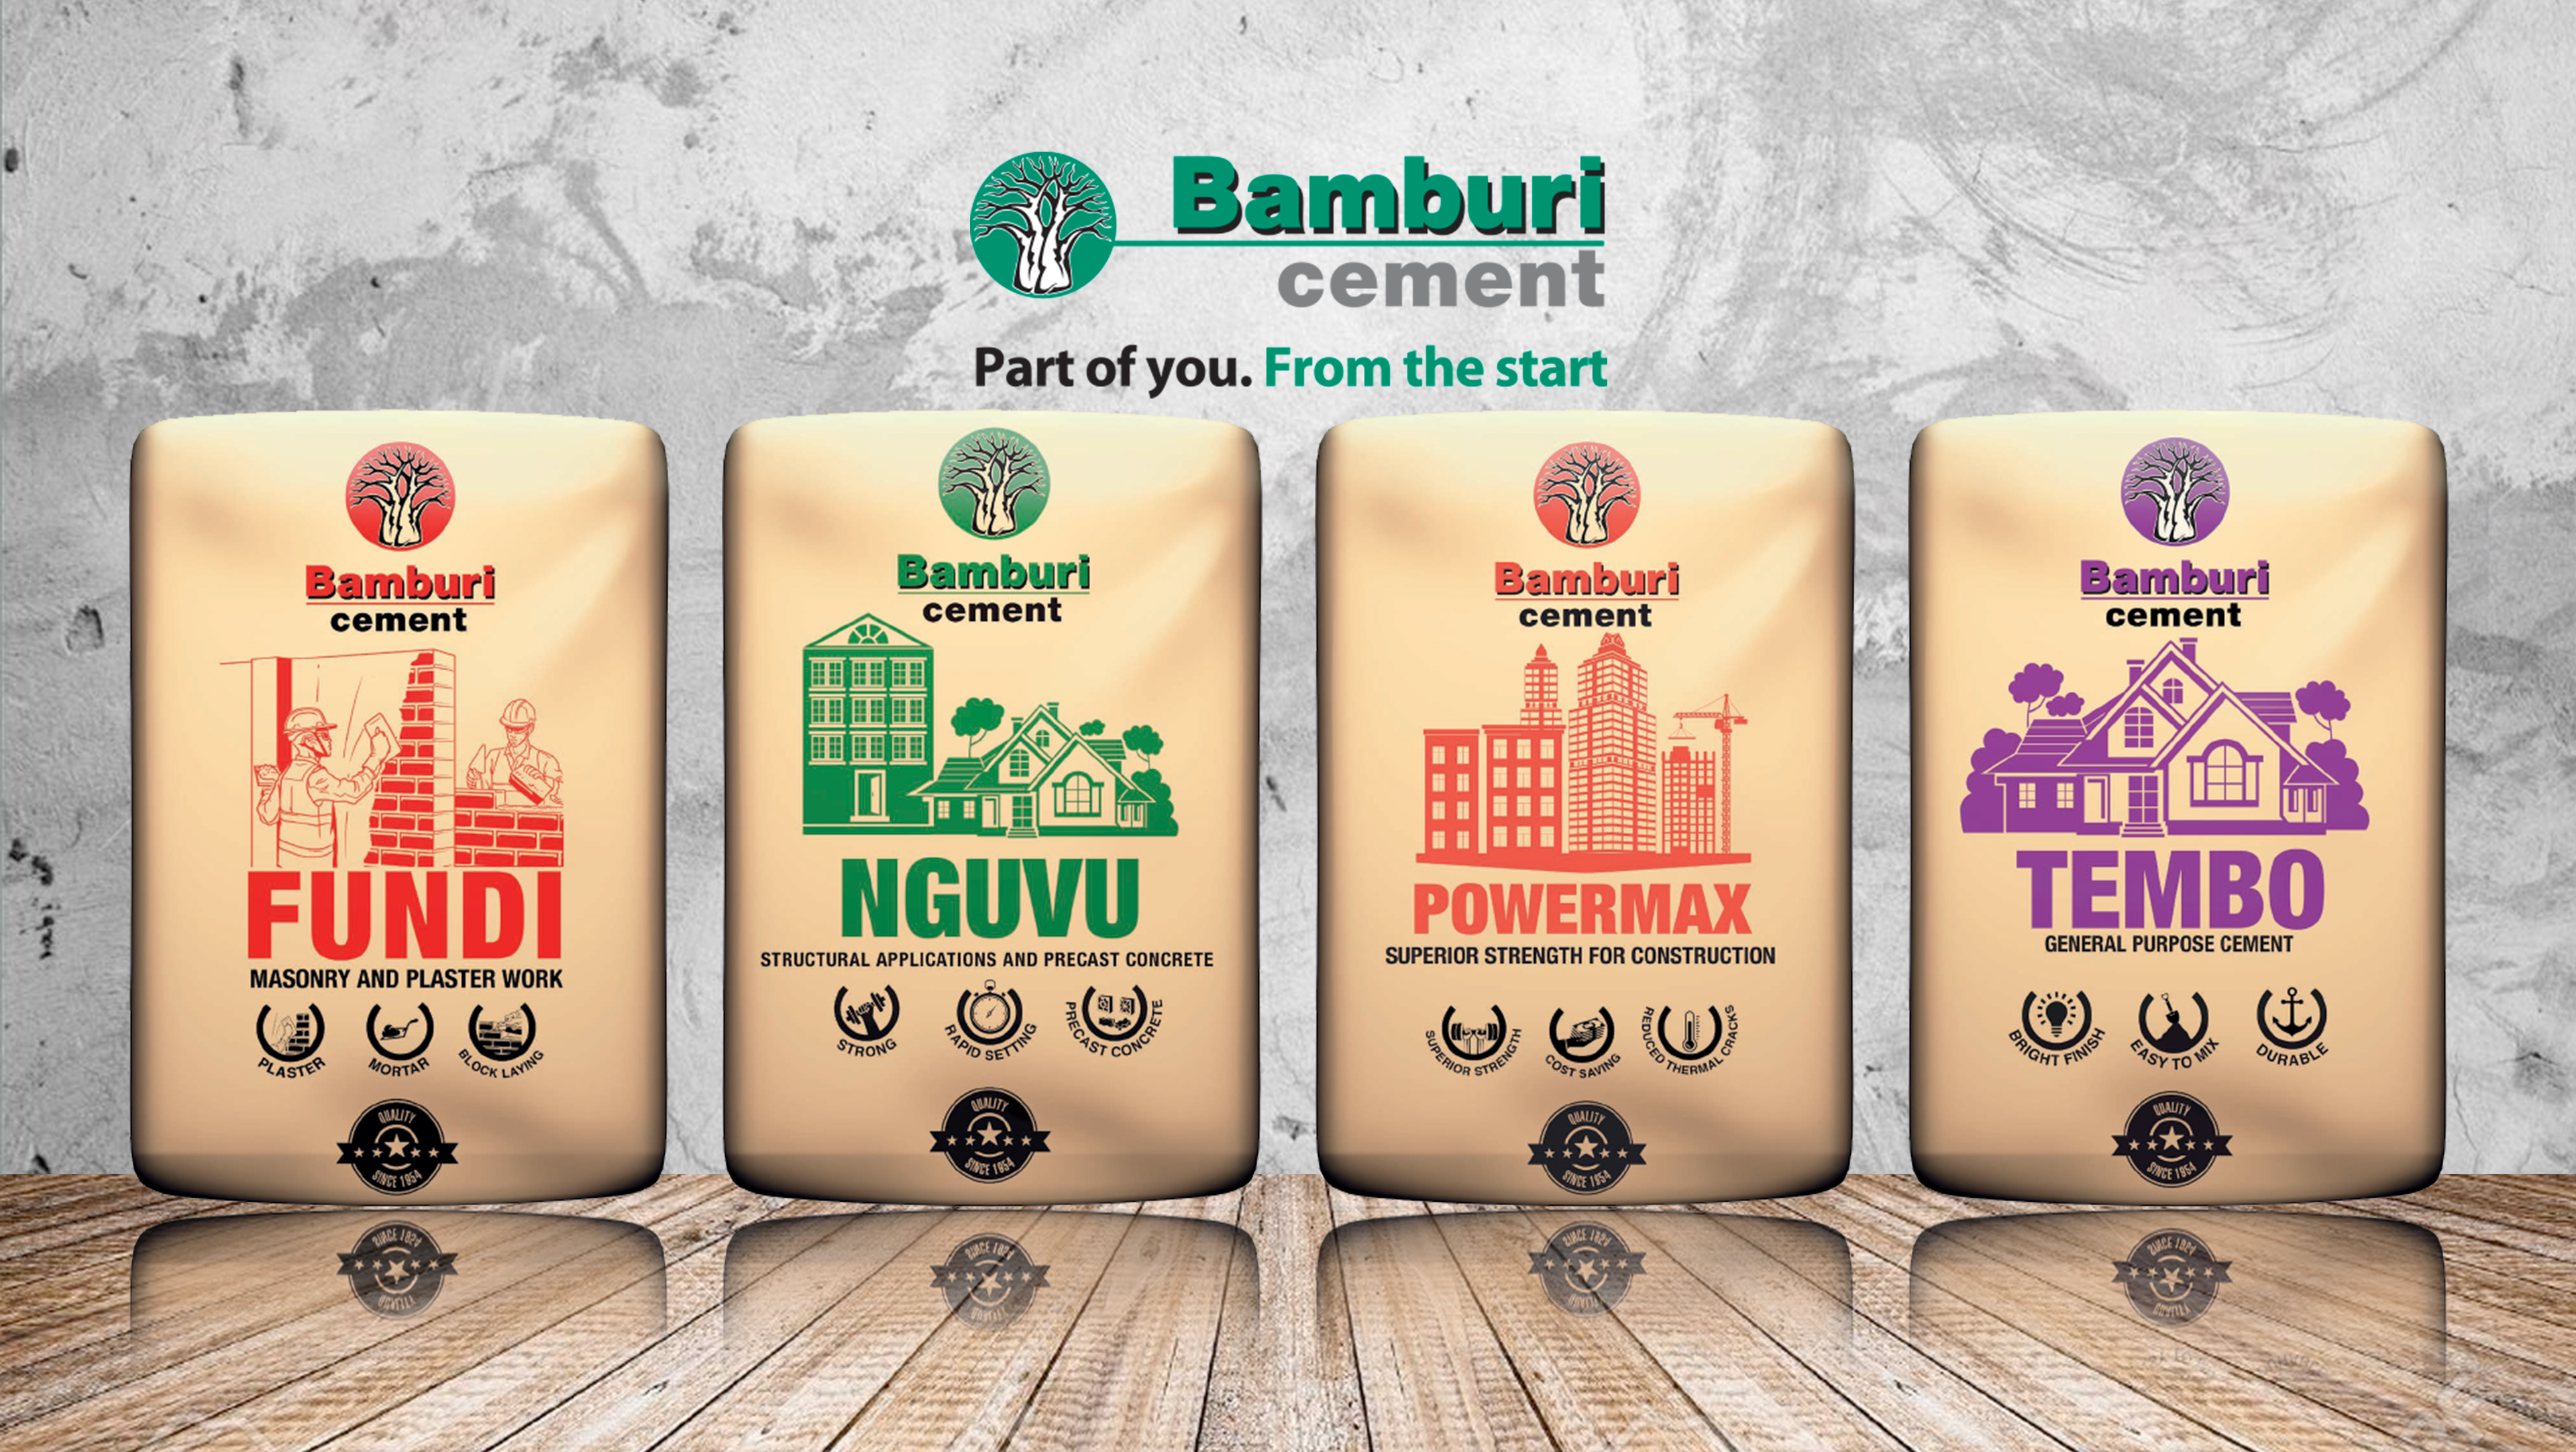 Bamburi
cement
Part of you. From the start
Bamburi
cement
FUNDI
MASONRY AND PLASTER WORK
PLASTER
MORTAR
BLOCK LAYING
QUALITY
SINCE 1954
Bamburi
cement
NGUVU
STRUCTURAL APPLICATIONS AND PRECAST CONCRETE
STRONG
RAPID SETTING
PRECAST CONCRETE
QUALITY
SINCE 1954
Bamburi
cement
POWERMAX
SUPERIOR STRENGTH FOR CONSTRUCTION
SUPERIOR STRENGTH
COST SAVING
REDUCED THERMAL CRACKS
QUALITY
SINCE 1954
Bamburi
cement
TEMBO
GENERAL PURPOSE CEMENT
BRIGHT FINISH
EASY TO MIX
DURABLE
QUALITY
SINCE 1954